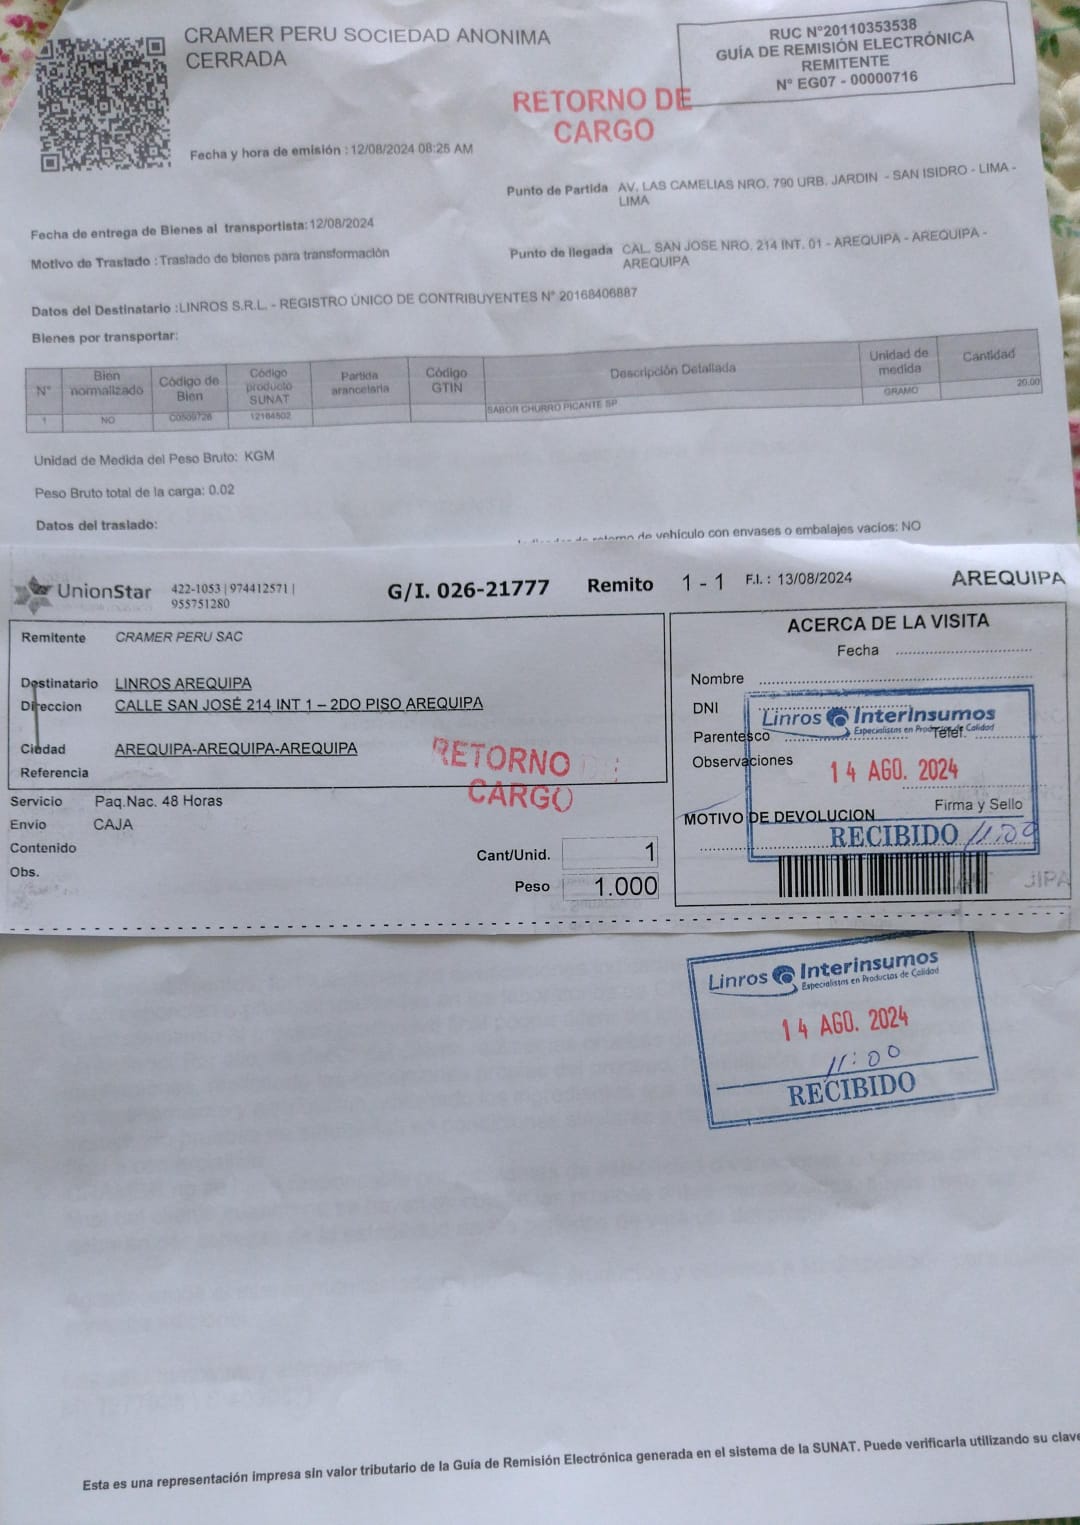 CRAMER PERU SOCIEDAD ANONIMA
CERRADA
RUC N°20110353538
GUÍA DE REMISIÓN ELECTRÓNICA
REMITENTE
N° EG07 - 00000716
RETORNO DE
CARGO
Fecha y hora de emisión : 12/08/2024 08:25 AM
Punto de Partida AV. LAS CAMELIAS NRO. 790 URB. JARDIN - SAN ISIDRO - LIMA -
LIMA
Fecha de entrega de Bienes al transportista: 12/08/2024
Motivo de Traslado : Traslado de bienes para transformación
Punto de llegada CAL. SAN JOSE NRO. 214 INT. 01 - AREQUIPA - AREQUIPA -
AREQUIPA
Datos del Destinatario :LINROS S.R.L. - REGISTRO ÚNICO DE CONTRIBUYENTES N° 20168406887
Bienes por transportar:
N° Bien normalizado Código de Bien Código producto SUNAT Partida arancelaria Código GTIN Descripción Detallada Unidad de medida Cantidad
1 NO C0509726 12164502 SABOR CHURRO PICANTE SP GRAMO 20.00
Unidad de Medida del Peso Bruto: KGM
Peso Bruto total de la carga: 0.02
Datos del traslado:
retorno de vehículo con envases o embalajes vacíos: NO
UnionStar 422-1053 | 974412571 |
955751280
G/I. 026-21777 Remito 1 - 1 F.I. : 13/08/2024 AREQUIPA
Remitente CRAMER PERU SAC
Destinatario LINROS AREQUIPA
Direccion CALLE SAN JOSÉ 214 INT 1 – 2DO PISO AREQUIPA
Ciudad AREQUIPA-AREQUIPA-AREQUIPA
Referencia
RETORNO DE
CARGO
Servicio Paq.Nac. 48 Horas
Envio CAJA
Contenido
Obs.
Cant/Unid. 1
Peso 1.000
ACERCA DE LA VISITA
Fecha
Nombre
DNI
Parentesco Telef.
Observaciones
Firma y Sello
MOTIVO DE DEVOLUCION
Linros InterInsumos
Especialistas en Productos de Calidad
14 AGO. 2024
RECIBIDO 11:00
Linros Interinsumos
Especialistas en Productos de Calidad
14 AGO. 2024
11:00
RECIBIDO
Esta es una representación impresa sin valor tributario de la Guía de Remisión Electrónica generada en el sistema de la SUNAT. Puede verificarla utilizando su clave